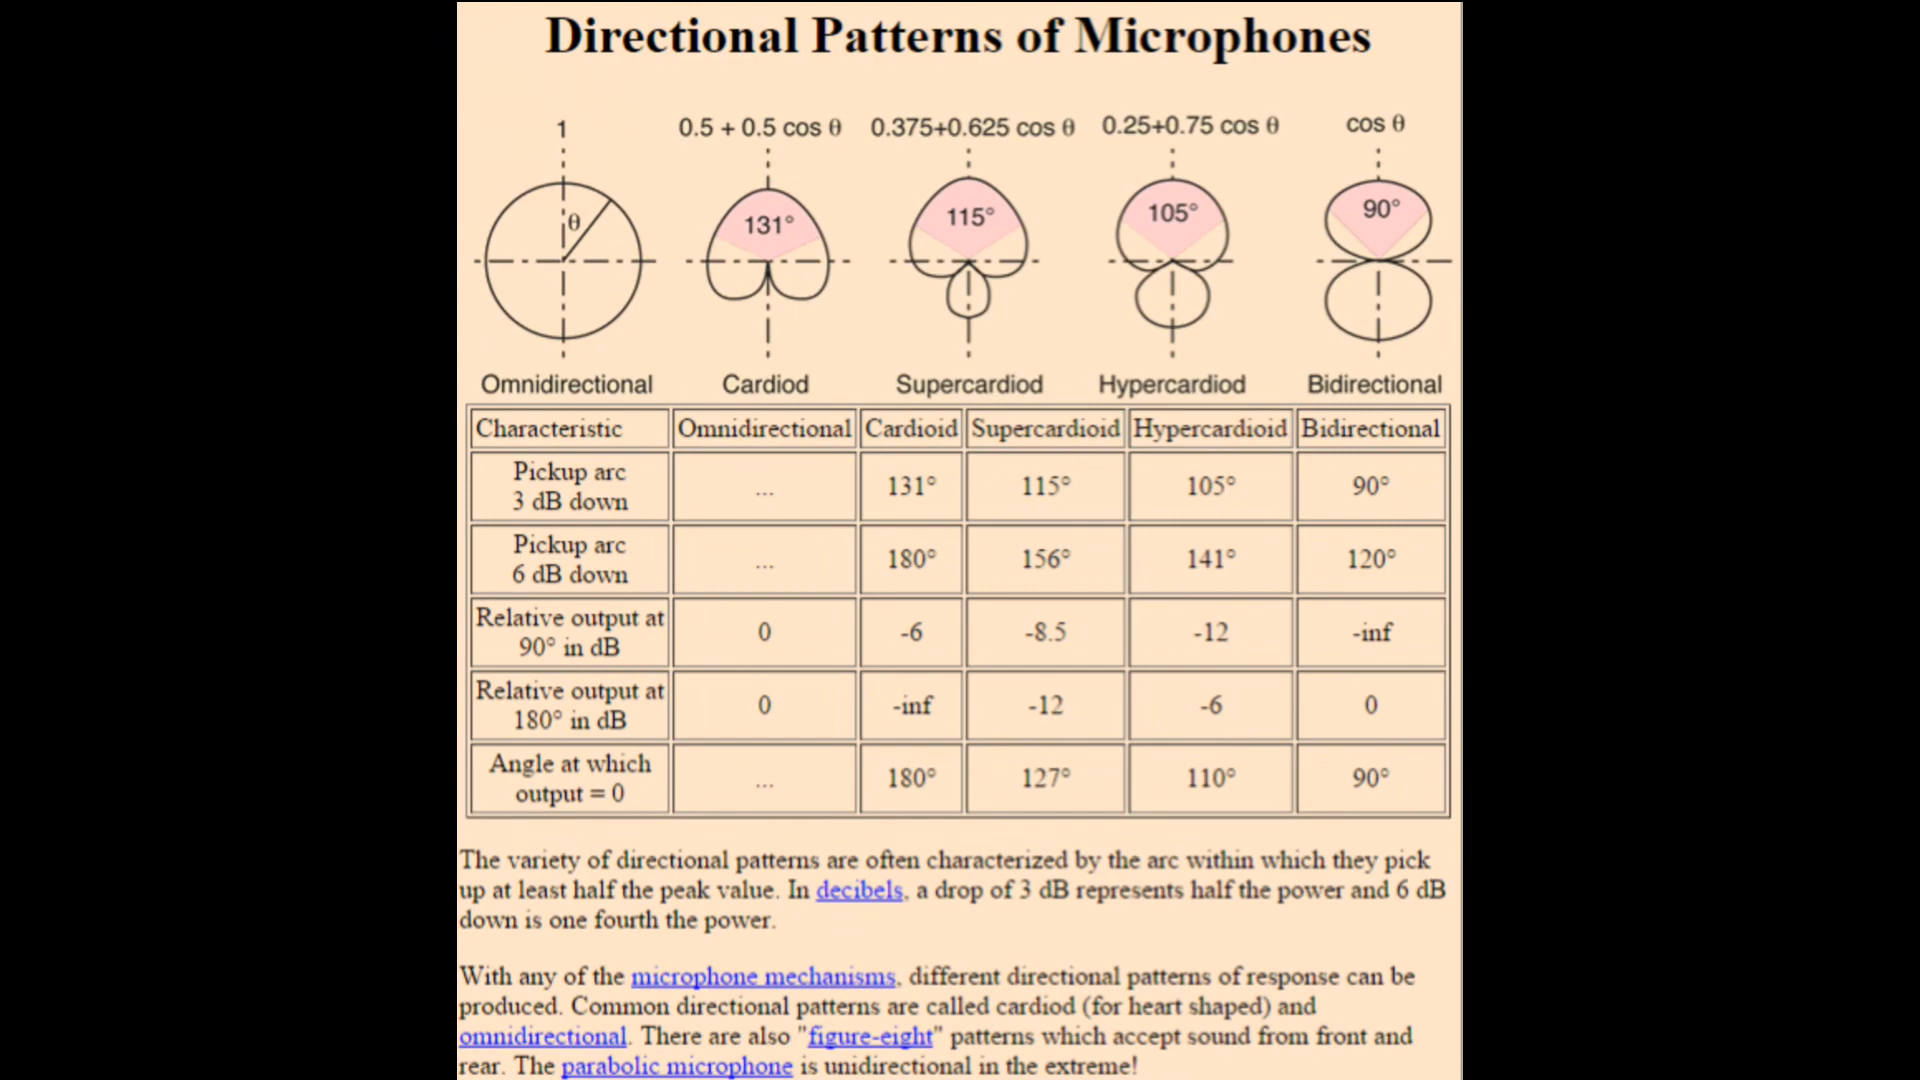 Directional Patterns of Microphones
1
0.5 + 0.5 cos θ
0.375+0.625 cos θ
0.25+0.75 cos θ
cos θ
θ
131°
115°
105°
90°
Omnidirectional
Cardiod
Supercardiod
Hypercardiod
Bidirectional
Characteristic Omnidirectional Cardioid Supercardioid Hypercardioid Bidirectional
Pickup arc
3 dB down ... 131° 115° 105° 90°
Pickup arc
6 dB down ... 180° 156° 141° 120°
Relative output at
90° in dB 0 -6 -8.5 -12 -inf
Relative output at
180° in dB 0 -inf -12 -6 0
Angle at which
output = 0 ... 180° 127° 110° 90°
The variety of directional patterns are often characterized by the arc within which they pick
up at least half the peak value. In decibels, a drop of 3 dB represents half the power and 6 dB
down is one fourth the power.
With any of the microphone mechanisms, different directional patterns of response can be
produced. Common directional patterns are called cardiod (for heart shaped) and
omnidirectional. There are also "figure-eight" patterns which accept sound from front and
rear. The parabolic microphone is unidirectional in the extreme!